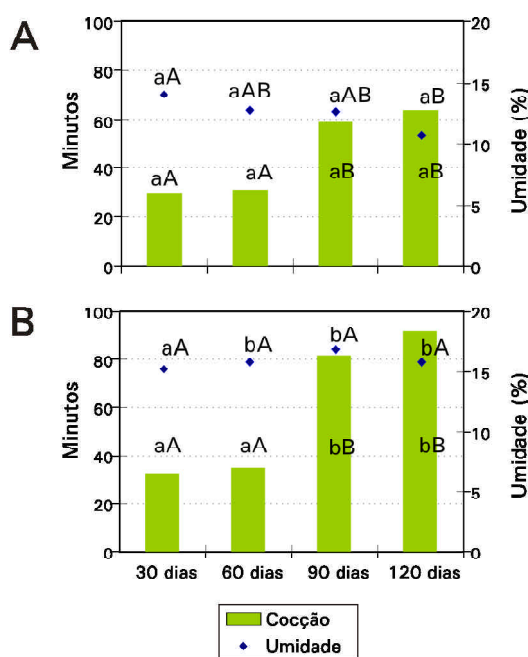 A
100
80
60
40
20
0
Minutos
aA
aAB
aAB
aB
aA
aA
aB
aB
20
15
10
5
0
Umidade (%)
B
100
80
60
40
20
0
Minutos
aA
bA
bA
bA
aA
aA
bB
bB
20
15
10
5
0
Umidade (%)
30 dias 60 dias 90 dias 120 dias
Cocção
Umidade